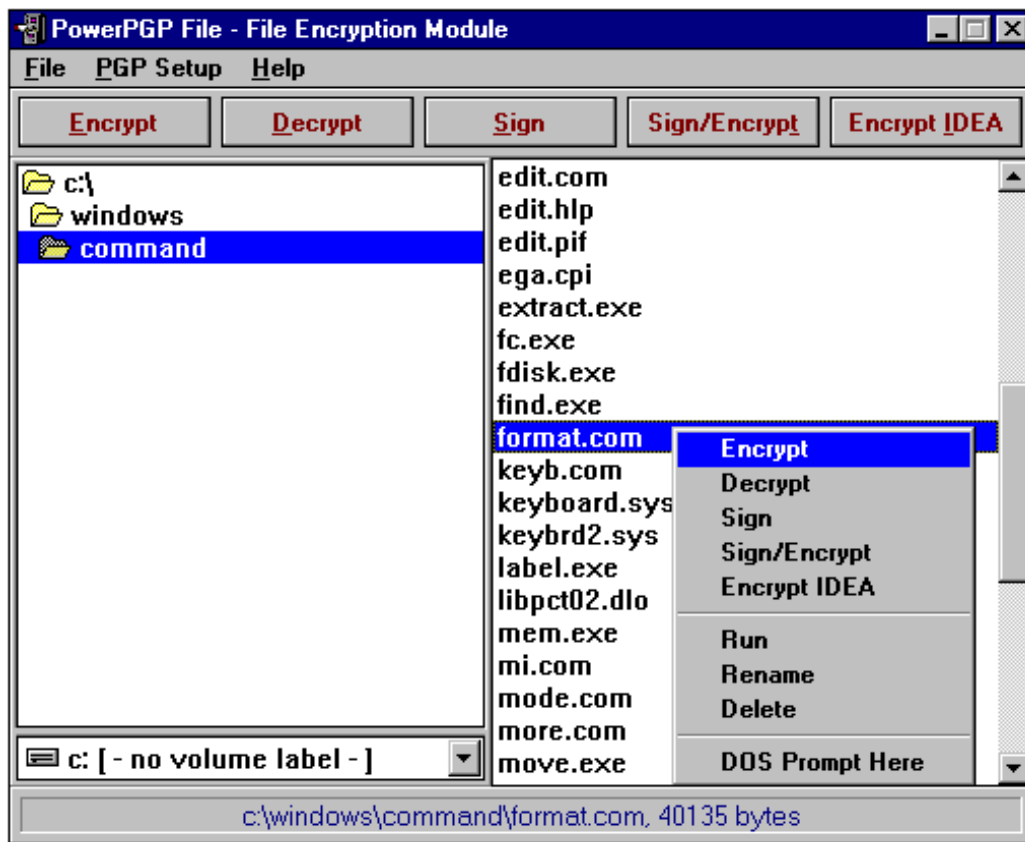 PowerPGP File - File Encryption Module
File PGP Setup Help
Encrypt Decrypt Sign Sign/Encrypt Encrypt IDEA
c:\
windows
command
c: [ - no volume label - ]
edit.com
edit.hlp
edit.pif
ega.cpi
extract.exe
fc.exe
fdisk.exe
find.exe
format.com
keyb.com
keyboard.sys
keybrd2.sys
label.exe
libpct02.dlo
mem.exe
mi.com
mode.com
more.com
move.exe
Encrypt
Decrypt
Sign
Sign/Encrypt
Encrypt IDEA
Run
Rename
Delete
DOS Prompt Here
c:\windows\command\format.com, 40135 bytes